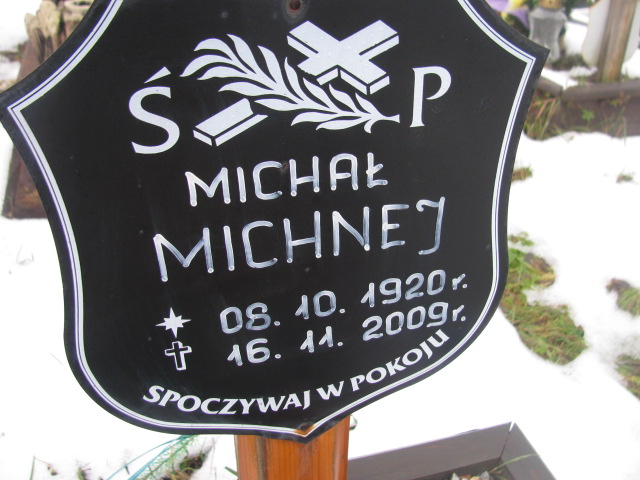 Ś P
MICHAŁ
MICHNEJ
08. 10. 1920 r.
16. 11. 2009 r.
SPOCZYWAJ W POKOJU